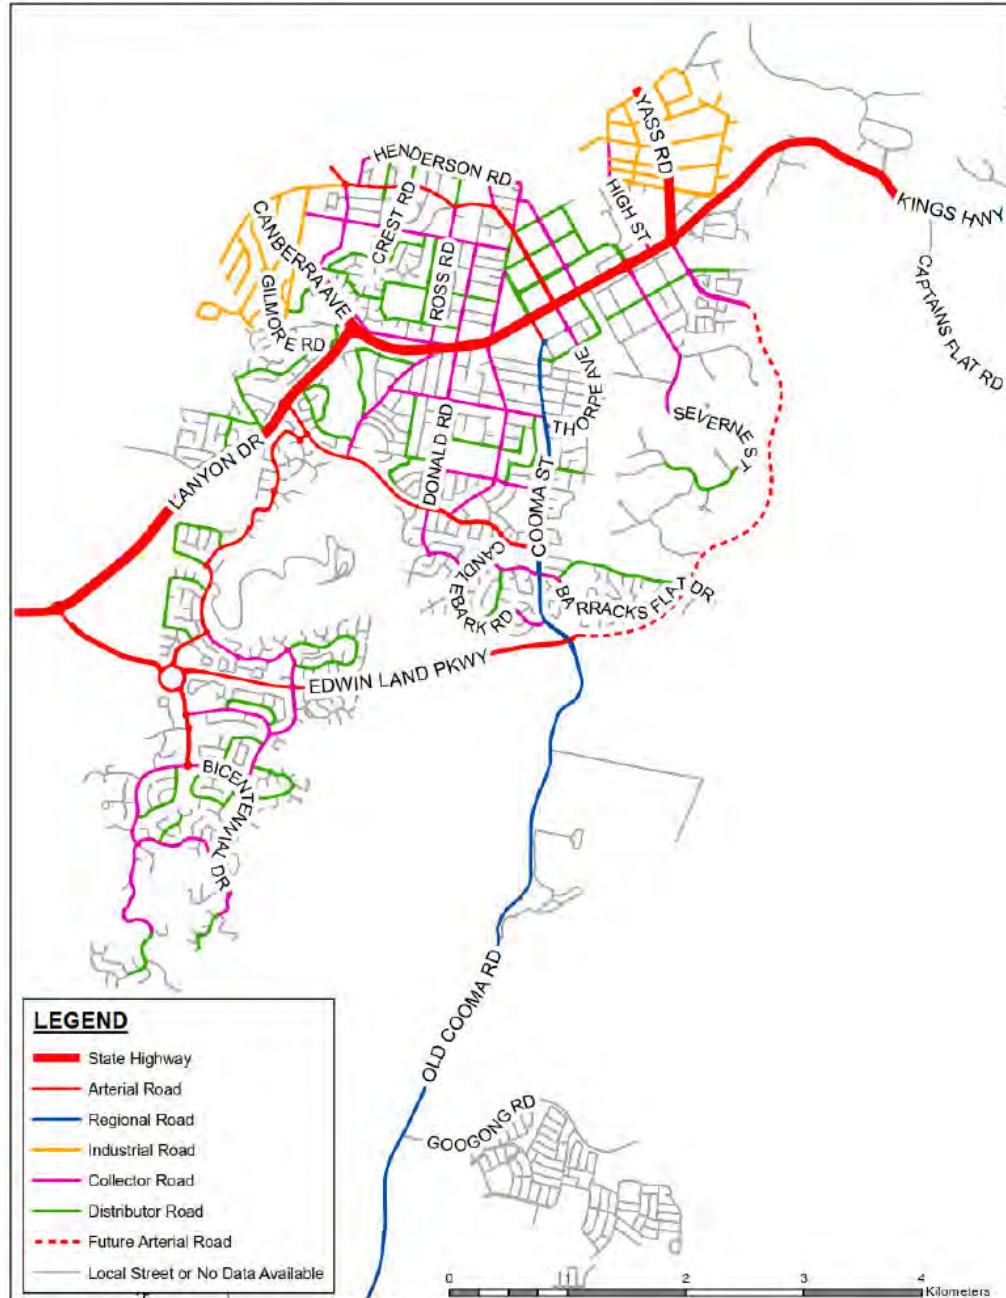 YASS RD
HENDERSON RD
HIGH ST
KINGS HWY
CREST RD
CANBERRA AVE
ROSS RD
GILMORE RD
CAPTAINS FLAT RD
THORPE AVE
SEVERNE ST
DONALD RD
LANYON DR
COOMA ST
CANDLEBARK RD
BARRACKS FLAT DR
EDWIN LAND PKWY
BICENTENNIAL DR
OLD COOMA RD
GOOGONG RD
LEGEND
State Highway
Arterial Road
Regional Road
Industrial Road
Collector Road
Distributor Road
Future Arterial Road
Local Street or No Data Available
0 1 2 3 4
Kilometers